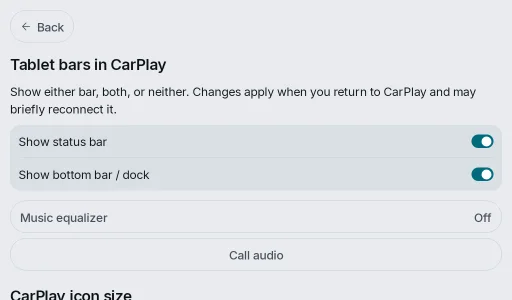 Back
Tablet bars in CarPlay
Show either bar, both, or neither. Changes apply when you return to CarPlay and may
briefly reconnect it.
Show status bar
Show bottom bar / dock
Music equalizer Off
Call audio
CarPlay icon size